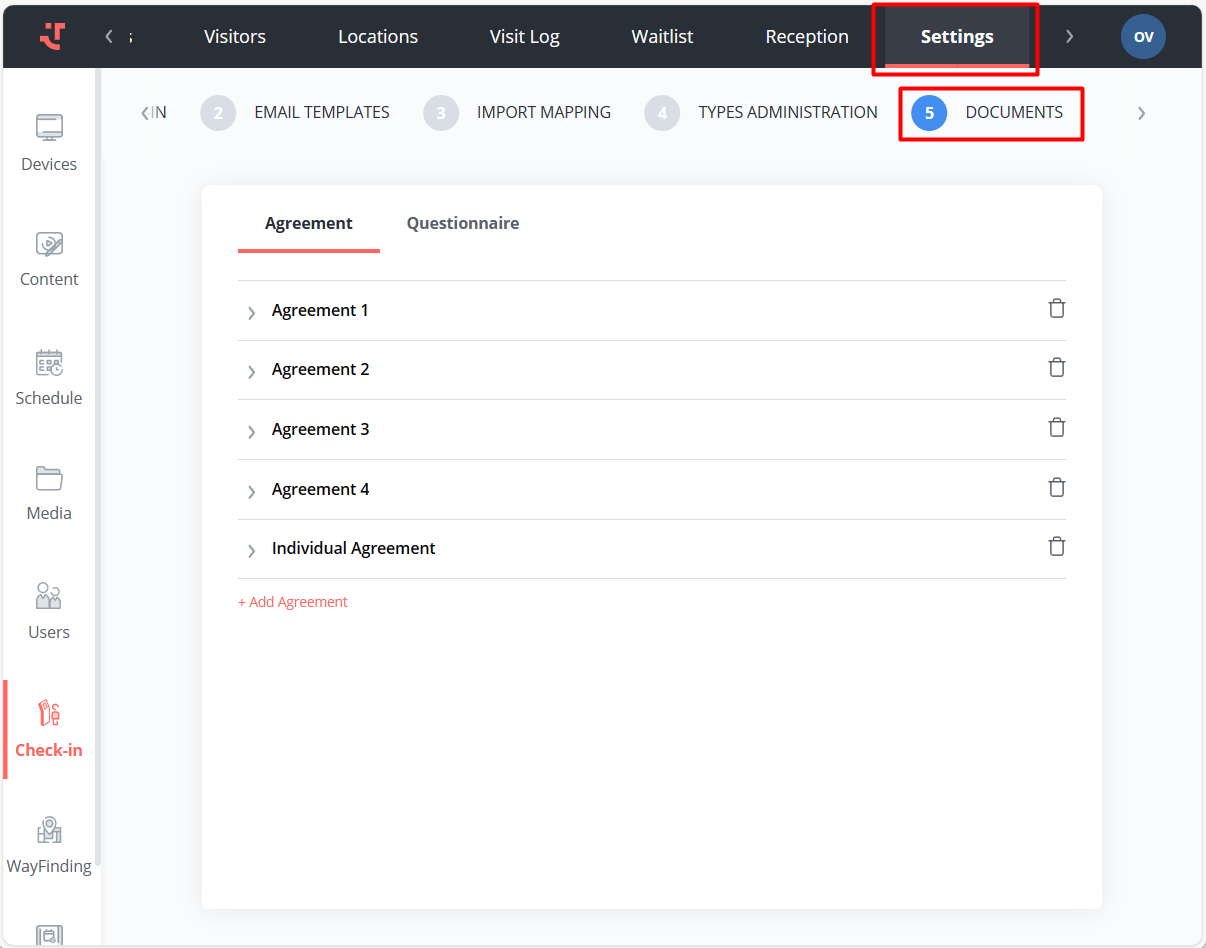 Visitors
Locations
Visit Log
Waitlist
Reception
Settings
OV
IN
2 EMAIL TEMPLATES
3 IMPORT MAPPING
4 TYPES ADMINISTRATION
5 DOCUMENTS
Devices
Content
Schedule
Media
Users
Check-in
WayFinding
Agreement
Questionnaire
Agreement 1
Agreement 2
Agreement 3
Agreement 4
Individual Agreement
+ Add Agreement